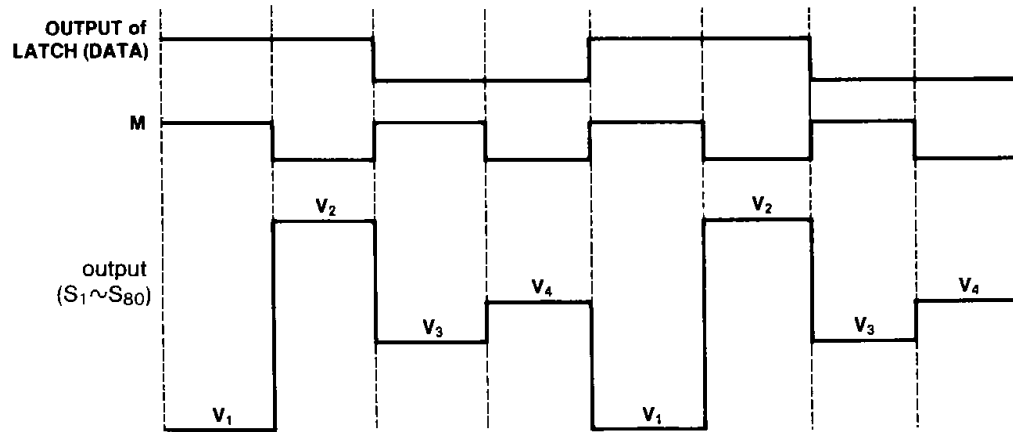 OUTPUT of
LATCH (DATA)
M
V₂ V₂
output
(S₁~S₈₀)
V₄ V₄
V₃ V₃
V₁ V₁